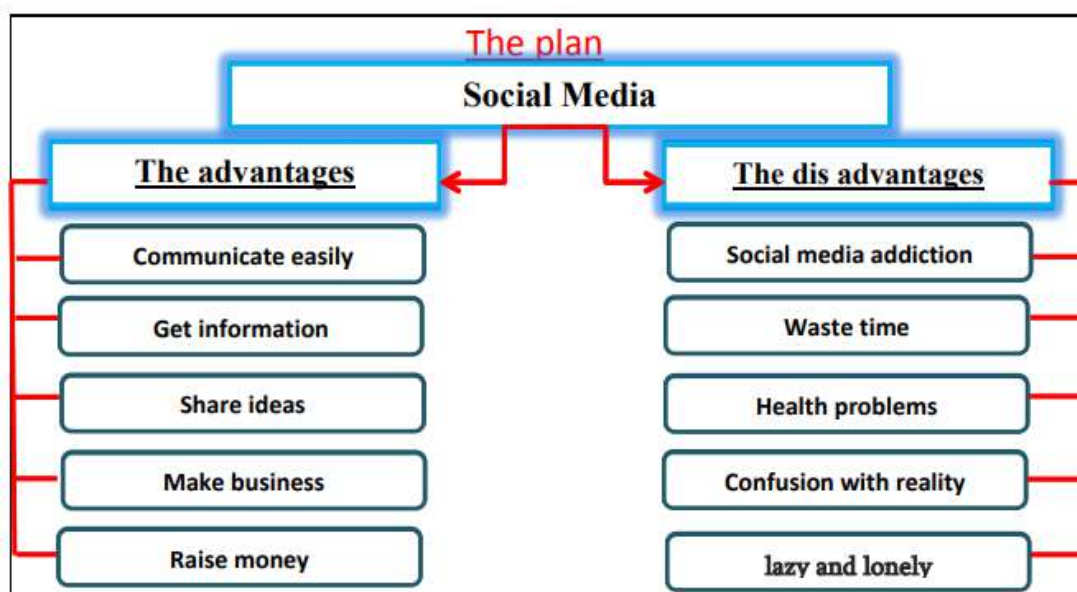 The plan
Social Media
The advantages
The dis advantages
Communicate easily
Social media addiction
Get information
Waste time
Share ideas
Health problems
Make business
Confusion with reality
Raise money
lazy and lonely